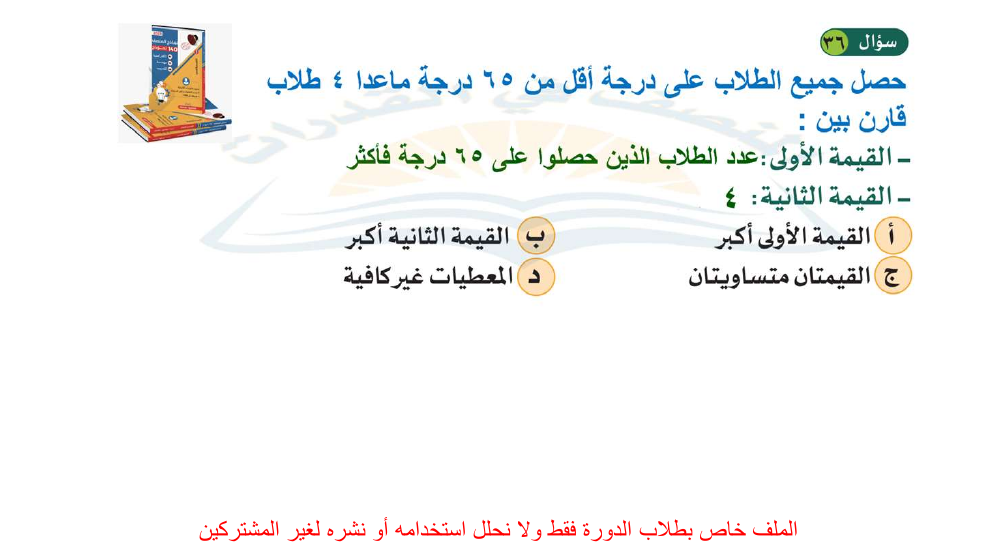 سؤال ٣٦
حصل جميع الطلاب على درجة أقل من ٦٥ درجة ماعدا ٤ طلاب
قارن بين :
- القيمة الأولى: عدد الطلاب الذين حصلوا على ٦٥ درجة فأكثر
- القيمة الثانية: ٤
أ القيمة الأولى أكبر
ب القيمة الثانية أكبر
ج القيمتان متساويتان
د المعطيات غير كافية
الملف خاص بطلاب الدورة فقط ولا نحلل استخدامه أو نشره لغير المشتركين